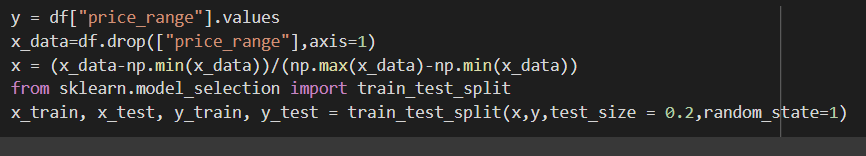 y = df["price_range"].values
x_data=df.drop(["price_range"],axis=1)
x = (x_data-np.min(x_data))/(np.max(x_data)-np.min(x_data))
from sklearn.model_selection import train_test_split
x_train, x_test, y_train, y_test = train_test_split(x,y,test_size = 0.2,random_state=1)